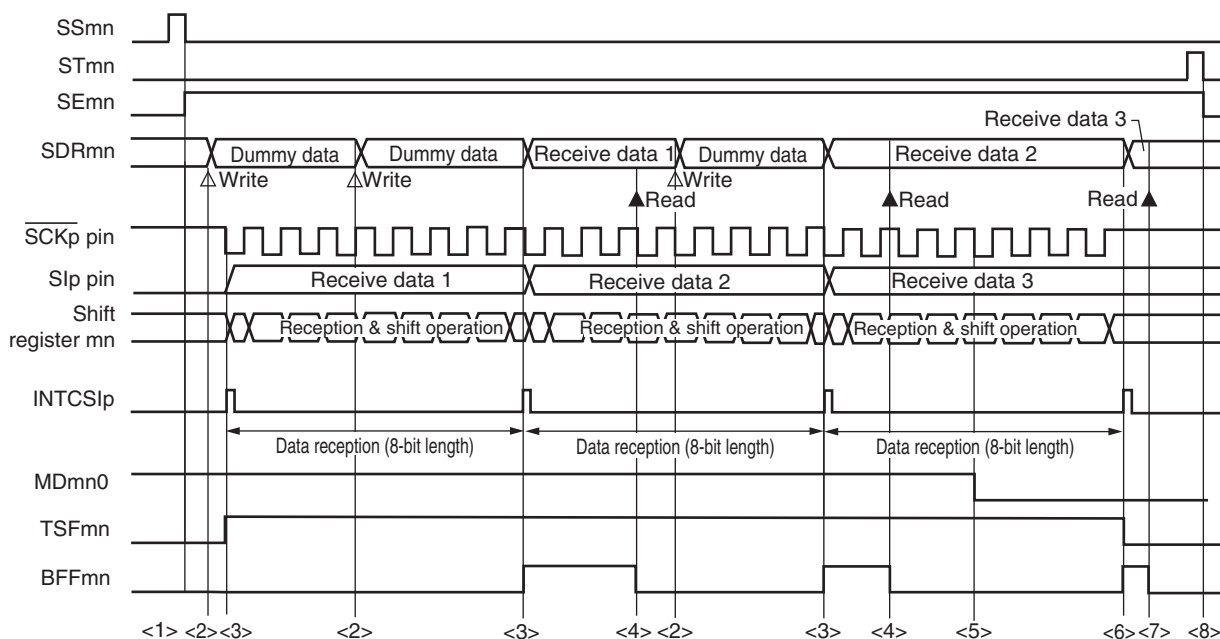 SSmn
STmn
SEmn
Receive data 3
SDRmn
Dummy data Dummy data Receive data 1 Dummy data Receive data 2
△Write △Write △Write
▲Read ▲Read Read▲
SCKp pin
SIp pin
Receive data 1 Receive data 2 Receive data 3
Shift
register mn
Reception & shift operation Reception & shift operation Reception & shift operation
INTCSIp
Data reception (8-bit length) Data reception (8-bit length) Data reception (8-bit length)
MDmn0
TSFmn
BFFmn
<1> <2> <3> <2> <3> <4> <2> <3> <4> <5> <6> <7> <8>